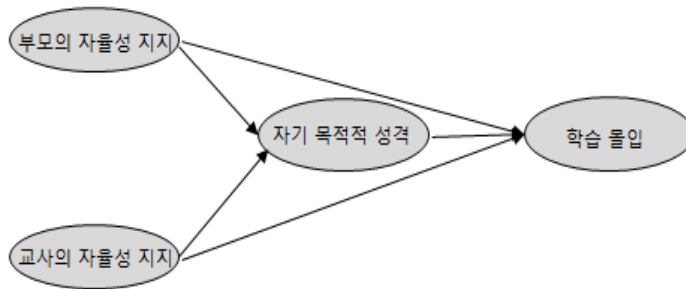 부모의 자율성 지지
자기 목적적 성격
학습 몰입
교사의 자율성 지지